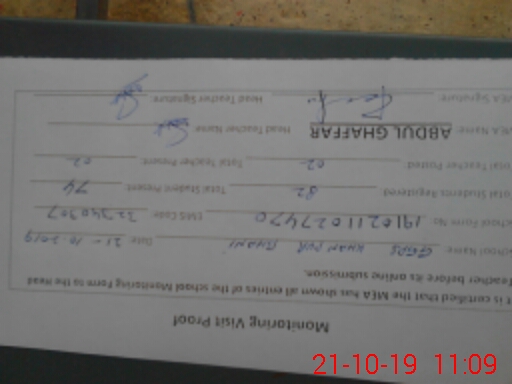 Monitoring Visit Proof
It is certified that the MEA has shown all entries of the school Monitoring Form to the Head
Teacher before its online submission.
School Name: GGPS KHAN PUR Date: 21-10-2019
School Form No 1910211027470 EMIS Code 32340307
Total Students Registered 82 Total Student Present 74
Total Teacher Posted 02 Total Teacher Present 02
MEA Name: ABDUL GHAFFAR Head Teacher Name
MEA Signature: Head Teacher Signature
21-10-19 11:09